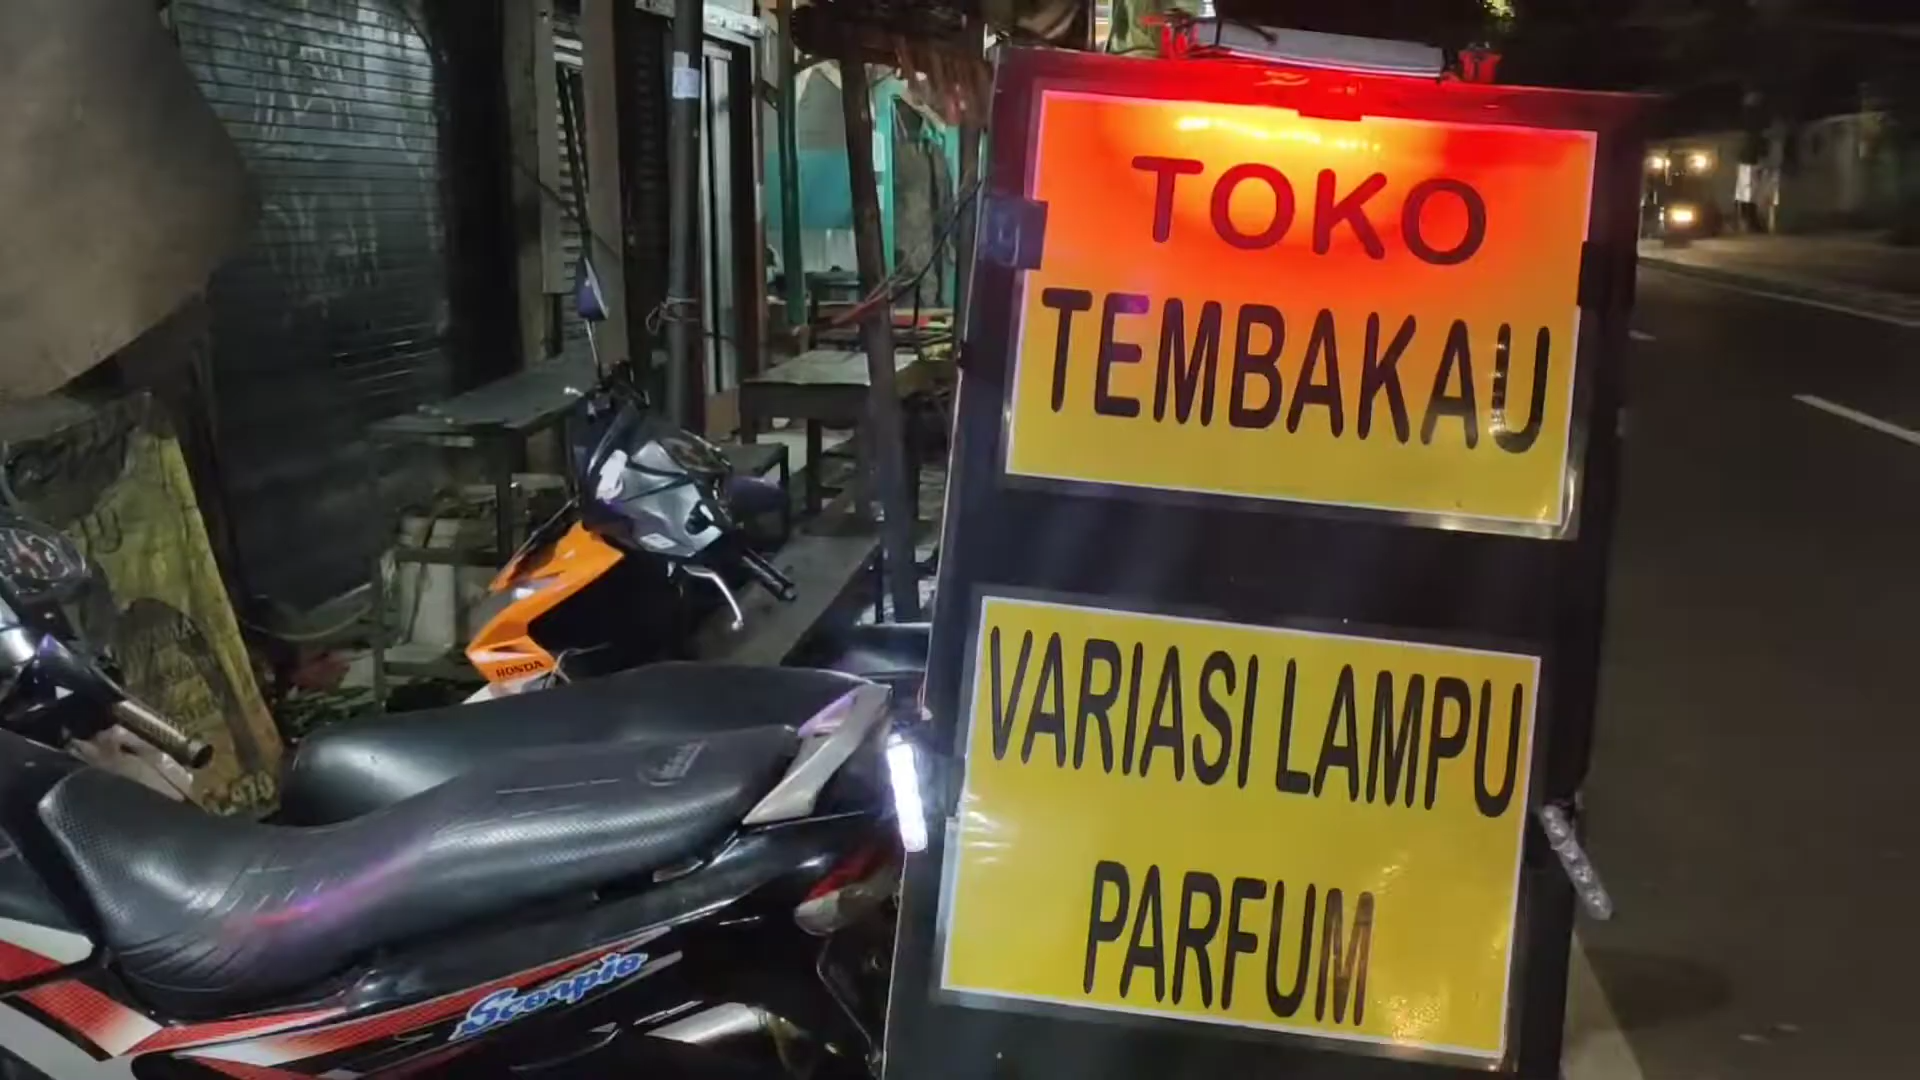 TOKO
TEMBAKAU
VARIASI LAMPU
PARFUM
HONDA
Scorpio